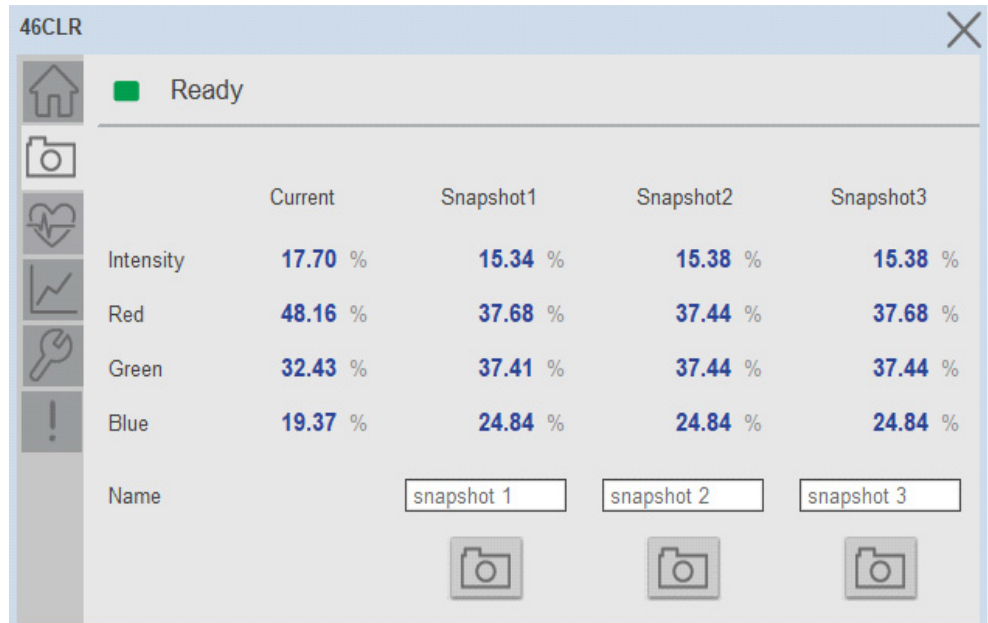 46CLR
Ready
Current Snapshot1 Snapshot2 Snapshot3
Intensity 17.70 % 15.34 % 15.38 % 15.38 %
Red 48.16 % 37.68 % 37.44 % 37.68 %
Green 32.43 % 37.41 % 37.44 % 37.44 %
Blue 19.37 % 24.84 % 24.84 % 24.84 %
Name snapshot 1 snapshot 2 snapshot 3